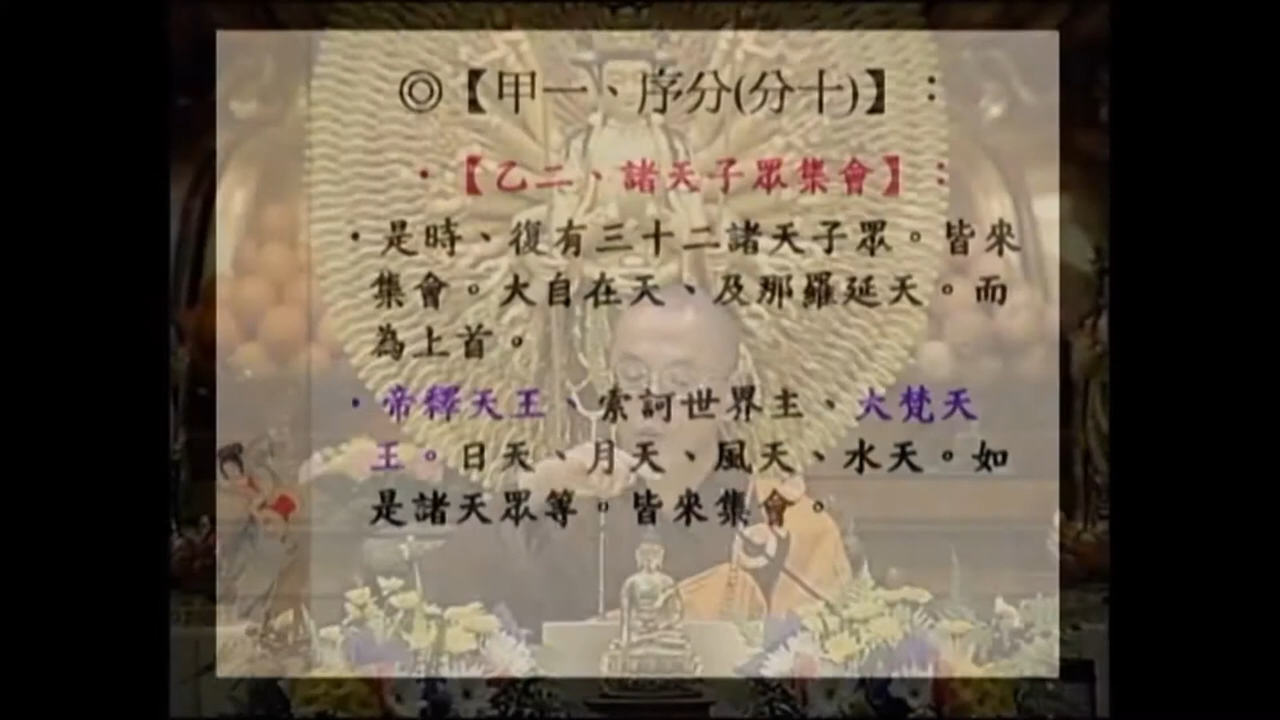 ◎【甲一、序分(分十)】：
・【乙二、諸天子眾集會】：
・是時、復有三十二諸天子眾。皆來
集會。大自在天、及那羅延天。而
為上首。
・帝釋天王、索訶世界主、大梵天
王。日天、月天、風天、水天。如
是諸天眾等。皆來集會。